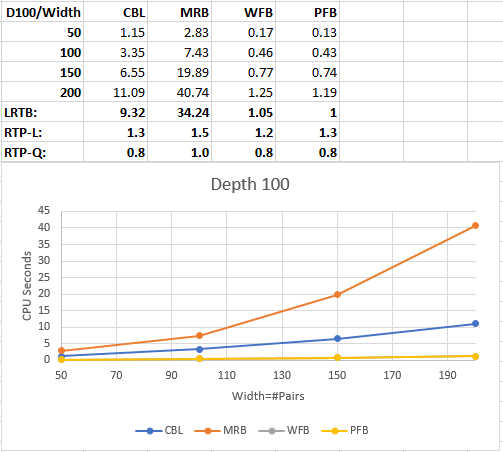 D100/Width CBL MRB WFB PFB
50 1.15 2.83 0.17 0.13
100 3.35 7.43 0.46 0.43
150 6.55 19.89 0.77 0.74
200 11.09 40.74 1.25 1.19
LRTB: 9.32 34.24 1.05 1
RTP-L: 1.3 1.5 1.2 1.3
RTP-Q: 0.8 1.0 0.8 0.8
Depth 100
45
40
35
30
25
20
15
10
5
0
CPU Seconds
50 70 90 110 130 150 170 190
Width=#Pairs
CBL MRB WFB PFB